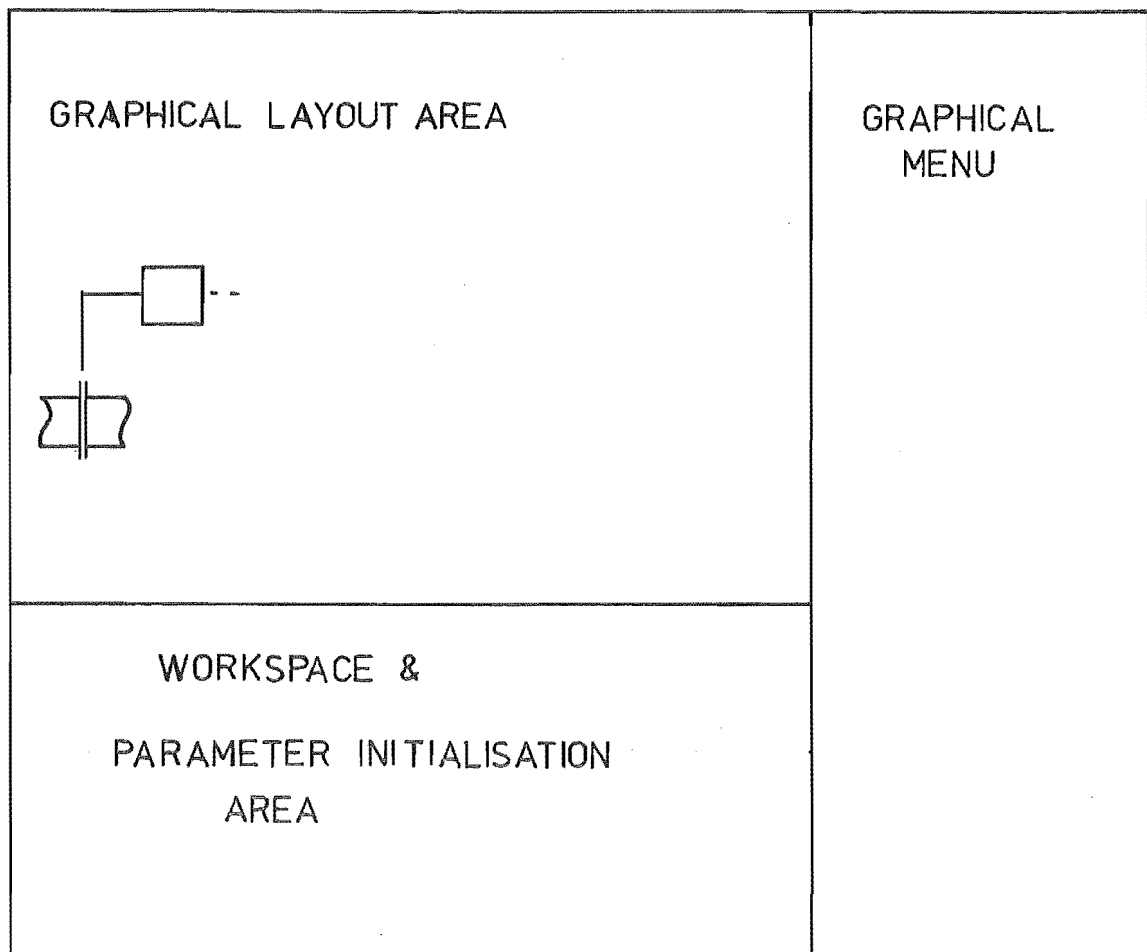 GRAPHICAL LAYOUT AREA
GRAPHICAL
MENU
WORKSPACE &
PARAMETER INITIALISATION
AREA